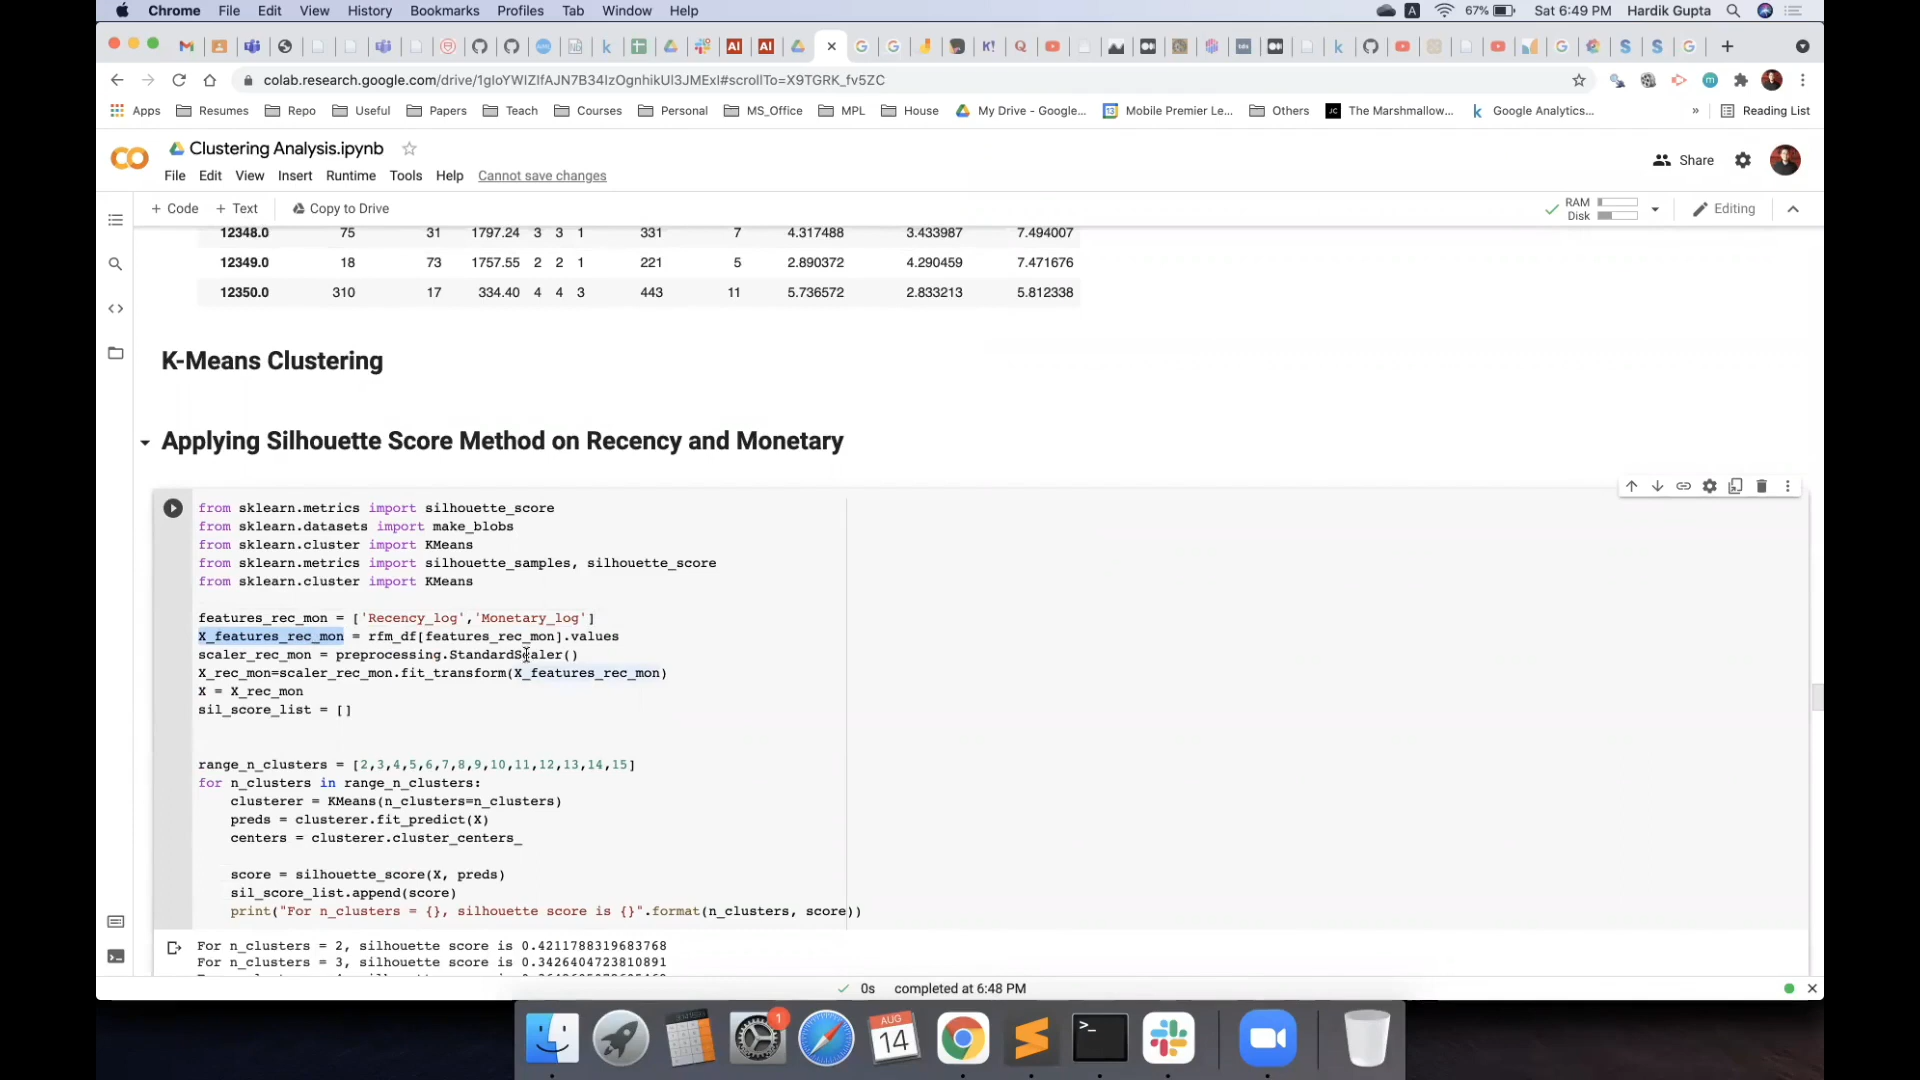 Chrome File Edit View History Bookmarks Profiles Tab Window Help A 67% Sat 6:49 PM Hardik Gupta
colab.research.google.com/drive/1gIoYWIZlfAJN7B34lzOgnhikUl3JMExl#scrollTo=X9TGRK_fv5ZC
Apps Resumes Repo Useful Papers Teach Courses Personal MS_Office MPL House My Drive - Google... Mobile Premier Le... Others JC The Marshmallow... Google Analytics... » Reading List
CO Clustering Analysis.ipynb
Share
File Edit View Insert Runtime Tools Help Cannot save changes
+ Code + Text Copy to Drive RAM Disk Editing
12348.0 75 31 1797.24 3 3 1 331 7 4.317488 3.433987 7.494007
12349.0 18 73 1757.55 2 2 1 221 5 2.890372 4.290459 7.471676
12350.0 310 17 334.40 4 4 3 443 11 5.736572 2.833213 5.812338
K-Means Clustering
Applying Silhouette Score Method on Recency and Monetary
from sklearn.metrics import silhouette_score
from sklearn.datasets import make_blobs
from sklearn.cluster import KMeans
from sklearn.metrics import silhouette_samples, silhouette_score
from sklearn.cluster import KMeans
features_rec_mon = ['Recency_log','Monetary_log']
X_features_rec_mon = rfm_df[features_rec_mon].values
scaler_rec_mon = preprocessing.StandardScaler()
X_rec_mon=scaler_rec_mon.fit_transform(X_features_rec_mon)
X = X_rec_mon
sil_score_list = []
range_n_clusters = [2,3,4,5,6,7,8,9,10,11,12,13,14,15]
for n_clusters in range_n_clusters:
clusterer = KMeans(n_clusters=n_clusters)
preds = clusterer.fit_predict(X)
centers = clusterer.cluster_centers_
score = silhouette_score(X, preds)
sil_score_list.append(score)
print("For n_clusters = {}, silhouette score is {}".format(n_clusters, score))
For n_clusters = 2, silhouette score is 0.4211788319683768
For n_clusters = 3, silhouette score is 0.3426404723810891
0s completed at 6:48 PM
AUG
14
1